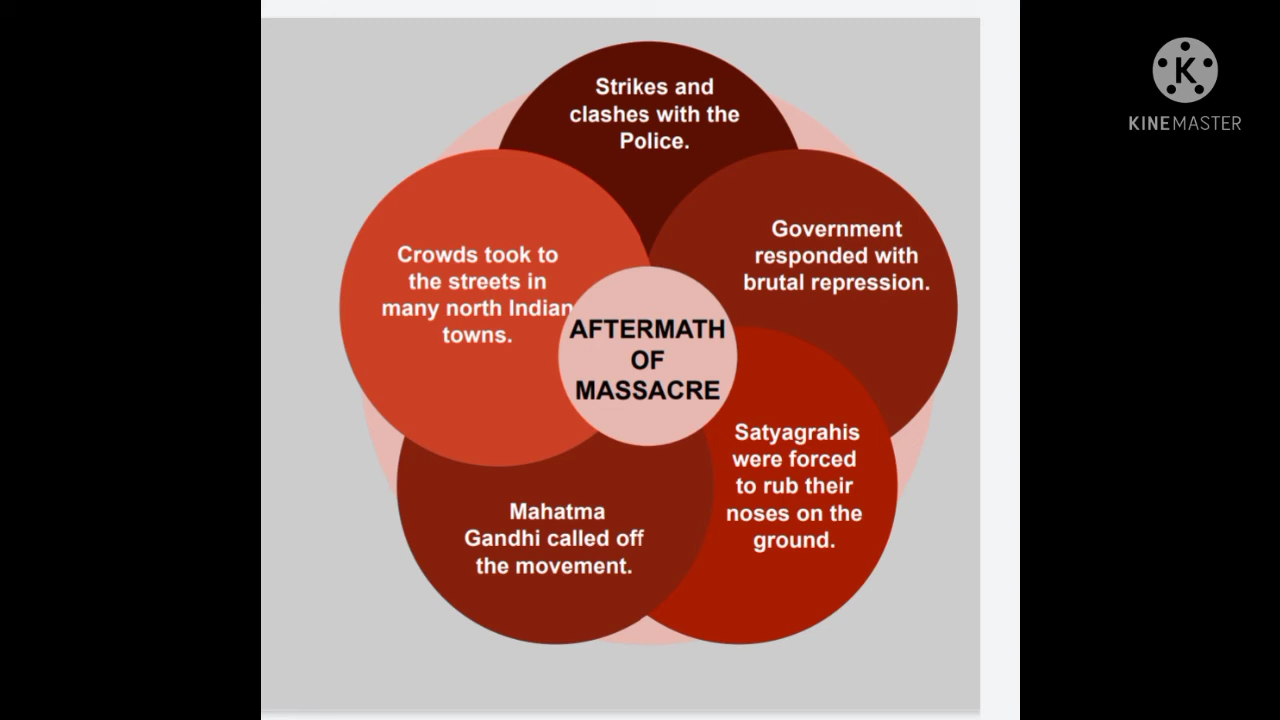 Strikes and
clashes with the
Police.
Government
responded with
brutal repression.
Satyagrahis
were forced
to rub their
noses on the
ground.
Mahatma
Gandhi called off
the movement.
Crowds took to
the streets in
many north Indian
towns.
AFTERMATH
OF
MASSACRE
K
KINEMASTER